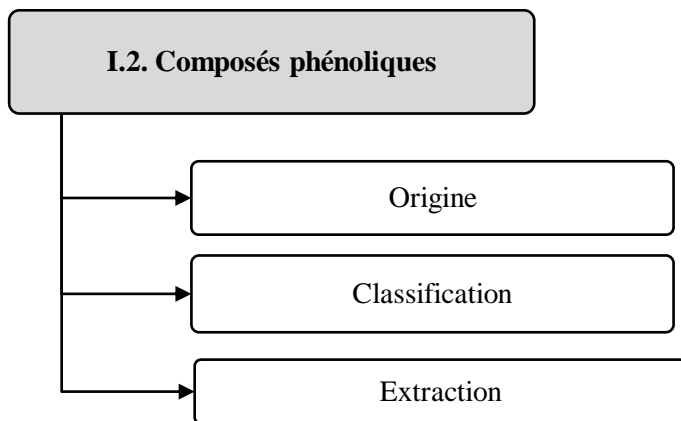 I.2. Composés phénoliques
Origine
Classification
Extraction